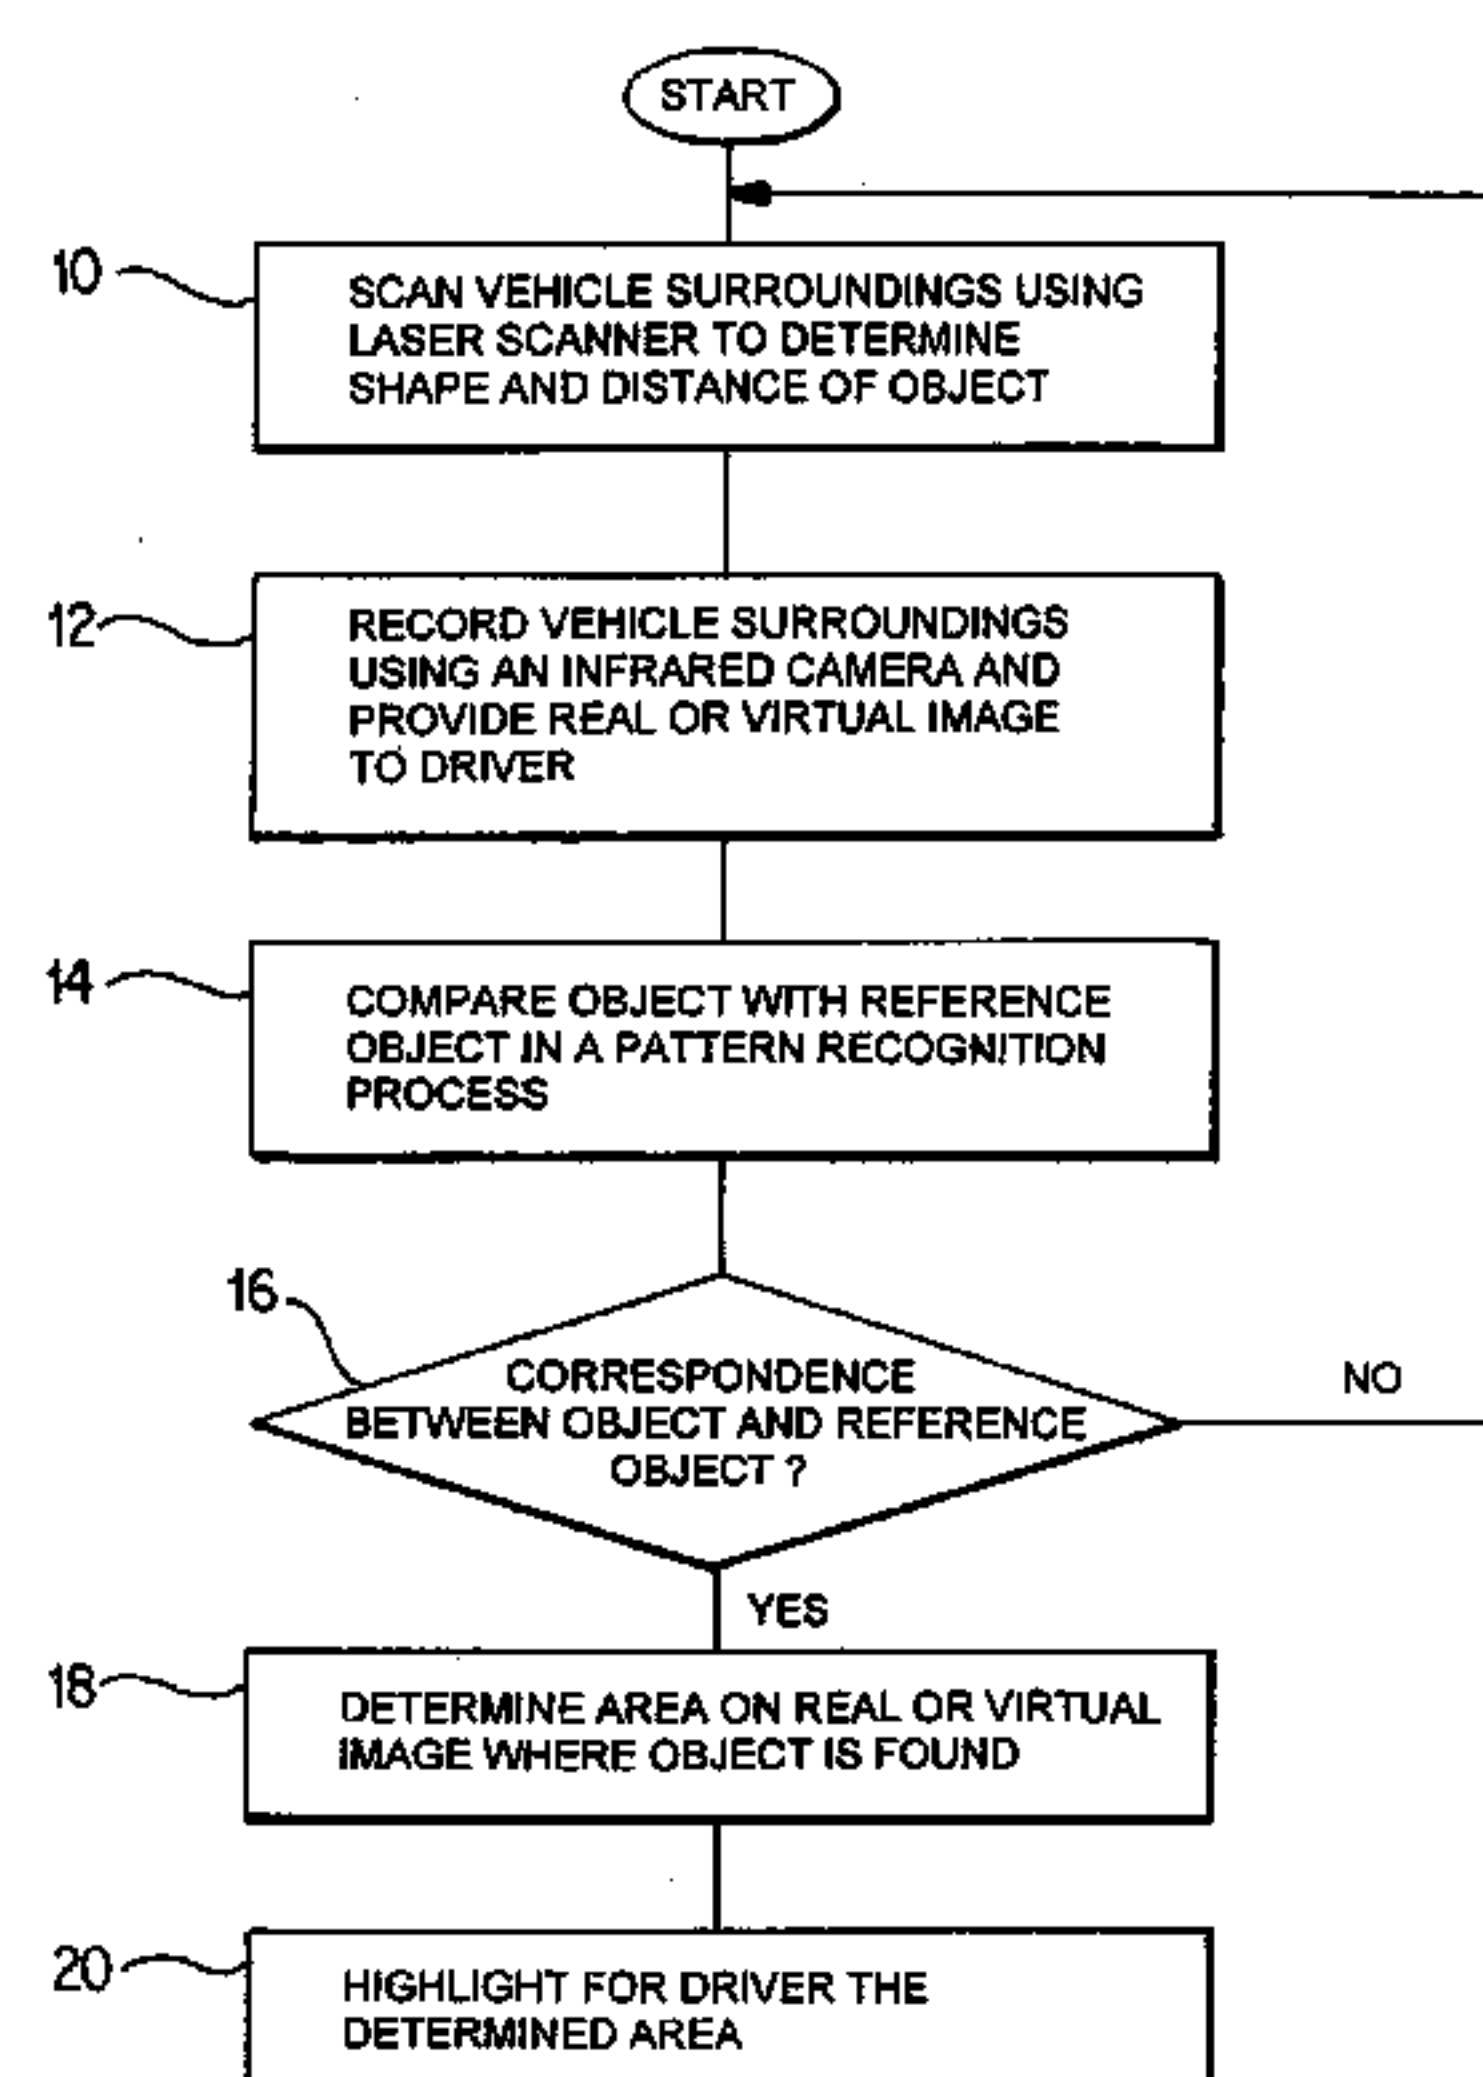 START
10
SCAN VEHICLE SURROUNDINGS USING
LASER SCANNER TO DETERMINE
SHAPE AND DISTANCE OF OBJECT
12
RECORD VEHICLE SURROUNDINGS
USING AN INFRARED CAMERA AND
PROVIDE REAL OR VIRTUAL IMAGE
TO DRIVER
14
COMPARE OBJECT WITH REFERENCE
OBJECT IN A PATTERN RECOGNITION
PROCESS
16
CORRESPONDENCE
BETWEEN OBJECT AND REFERENCE
OBJECT ?
NO
YES
18
DETERMINE AREA ON REAL OR VIRTUAL
IMAGE WHERE OBJECT IS FOUND
20
HIGHLIGHT FOR DRIVER THE
DETERMINED AREA